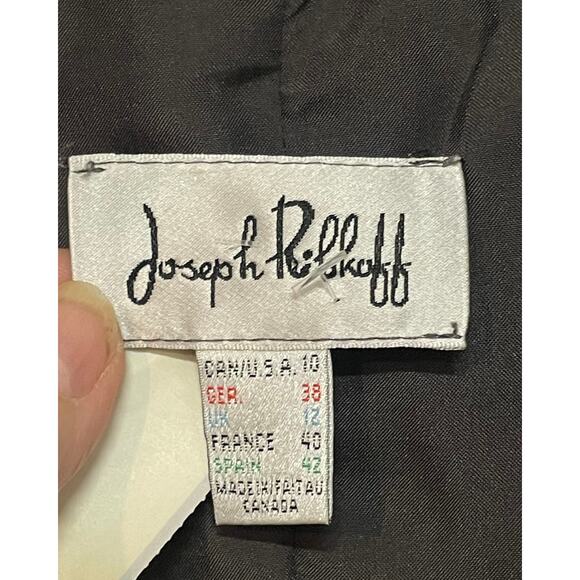 Joseph Ribkoff
CAN/U.S.A. 10
GER. 38
UK 12
FRANCE 40
SPAIN 42
MADE IN/FAIT AU
CANADA